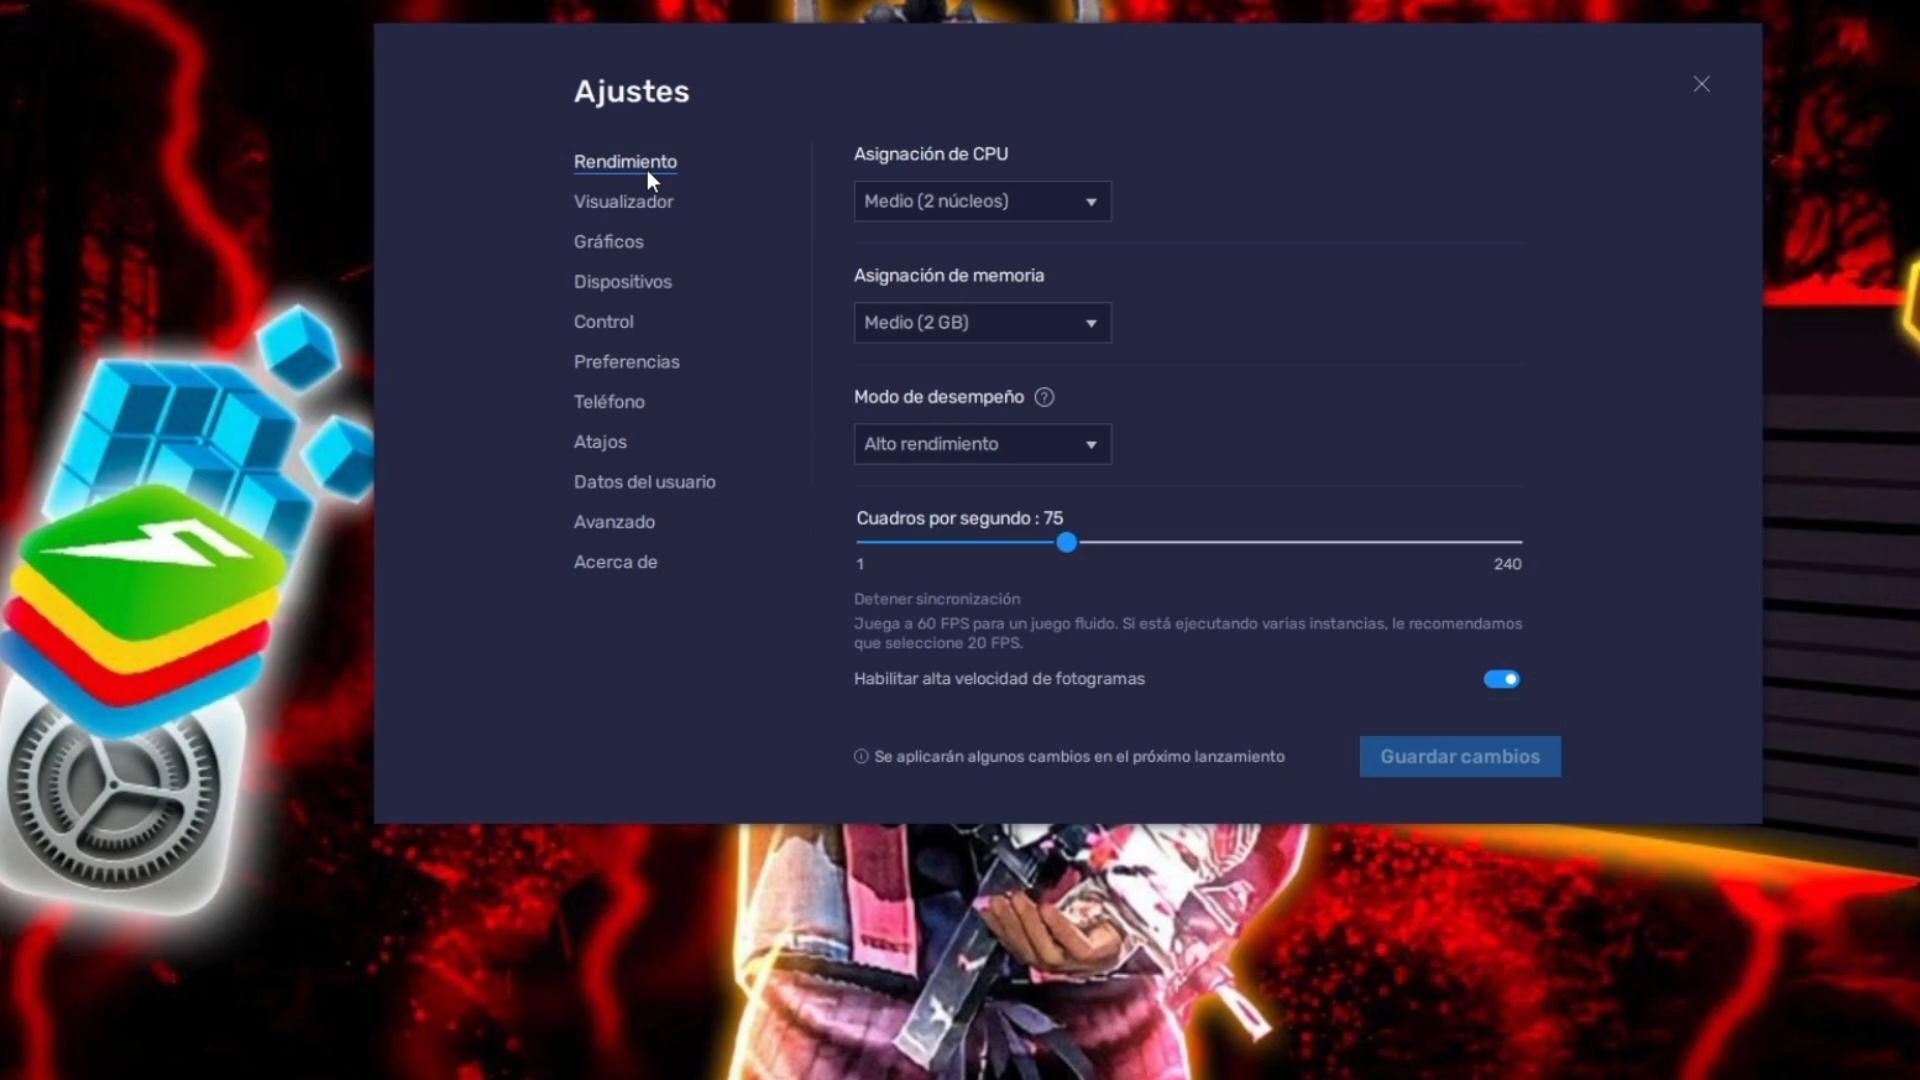 Ajustes
Rendimiento
Visualizador
Gráficos
Dispositivos
Control
Preferencias
Teléfono
Atajos
Datos del usuario
Avanzado
Acerca de
Asignación de CPU
Medio (2 núcleos)
Asignación de memoria
Medio (2 GB)
Modo de desempeño
Alto rendimiento
Cuadros por segundo : 75
1 240
Detener sincronización
Juega a 60 FPS para un juego fluido. Si está ejecutando varias instancias, le recomendamos
que seleccione 20 FPS.
Habilitar alta velocidad de fotogramas
Se aplicarán algunos cambios en el próximo lanzamiento
Guardar cambios